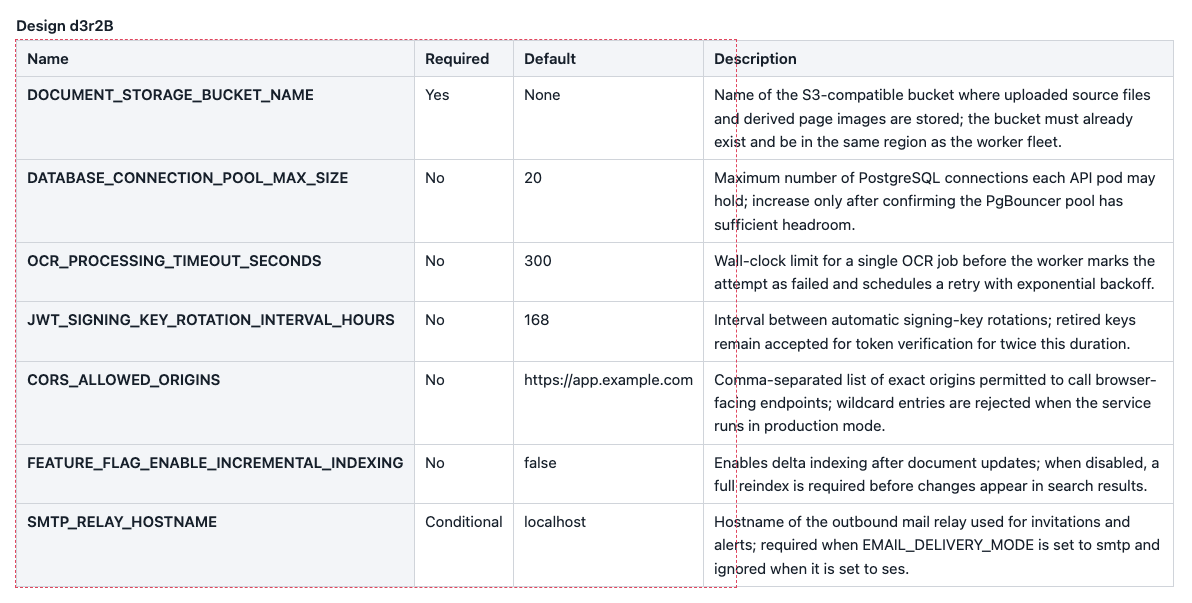 Design d3r2B
Name Required Default Description
DOCUMENT_STORAGE_BUCKET_NAME Yes None Name of the S3-compatible bucket where uploaded source files
and derived page images are stored; the bucket must already
exist and be in the same region as the worker fleet.
DATABASE_CONNECTION_POOL_MAX_SIZE No 20 Maximum number of PostgreSQL connections each API pod may
hold; increase only after confirming the PgBouncer pool has
sufficient headroom.
OCR_PROCESSING_TIMEOUT_SECONDS No 300 Wall-clock limit for a single OCR job before the worker marks the
attempt as failed and schedules a retry with exponential backoff.
JWT_SIGNING_KEY_ROTATION_INTERVAL_HOURS No 168 Interval between automatic signing-key rotations; retired keys
remain accepted for token verification for twice this duration.
CORS_ALLOWED_ORIGINS No https://app.example.com Comma-separated list of exact origins permitted to call browser-
facing endpoints; wildcard entries are rejected when the service
runs in production mode.
FEATURE_FLAG_ENABLE_INCREMENTAL_INDEXING No false Enables delta indexing after document updates; when disabled, a
full reindex is required before changes appear in search results.
SMTP_RELAY_HOSTNAME Conditional localhost Hostname of the outbound mail relay used for invitations and
alerts; required when EMAIL_DELIVERY_MODE is set to smtp and
ignored when it is set to ses.